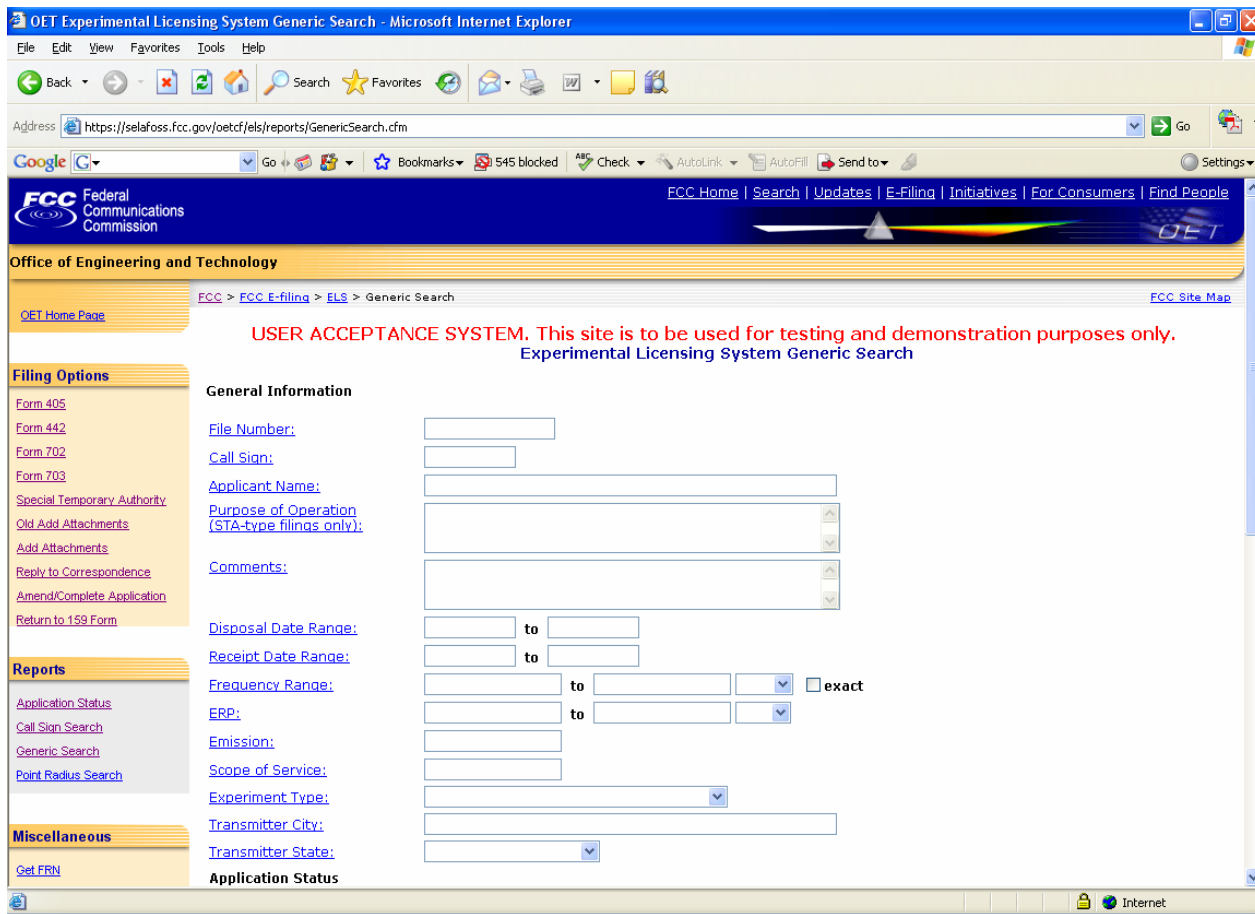 OET Experimental Licensing System Generic Search - Microsoft Internet Explorer
File Edit View Favorites Tools Help
Back Search Favorites
Address https://selafoss.fcc.gov/oetcf/els/reports/GenericSearch.cfm Go
Google G Go Bookmarks 545 blocked ABC Check AutoLink AutoFill Send to Settings
FCC Federal Communications Commission
FCC Home | Search | Updates | E-Filing | Initiatives | For Consumers | Find People
OET
Office of Engineering and Technology
FCC > FCC E-filing > ELS > Generic Search FCC Site Map
OET Home Page
USER ACCEPTANCE SYSTEM. This site is to be used for testing and demonstration purposes only.
Experimental Licensing System Generic Search
Filing Options
Form 405
Form 442
Form 702
Form 703
Special Temporary Authority
Old Add Attachments
Add Attachments
Reply to Correspondence
Amend/Complete Application
Return to 159 Form
Reports
Application Status
Call Sign Search
Generic Search
Point Radius Search
Miscellaneous
Get FRN
General Information
File Number:
Call Sign:
Applicant Name:
Purpose of Operation
(STA-type filings only):
Comments:
Disposal Date Range: to
Receipt Date Range: to
Frequency Range: to exact
ERP: to
Emission:
Scope of Service:
Experiment Type:
Transmitter City:
Transmitter State:
Application Status
Internet